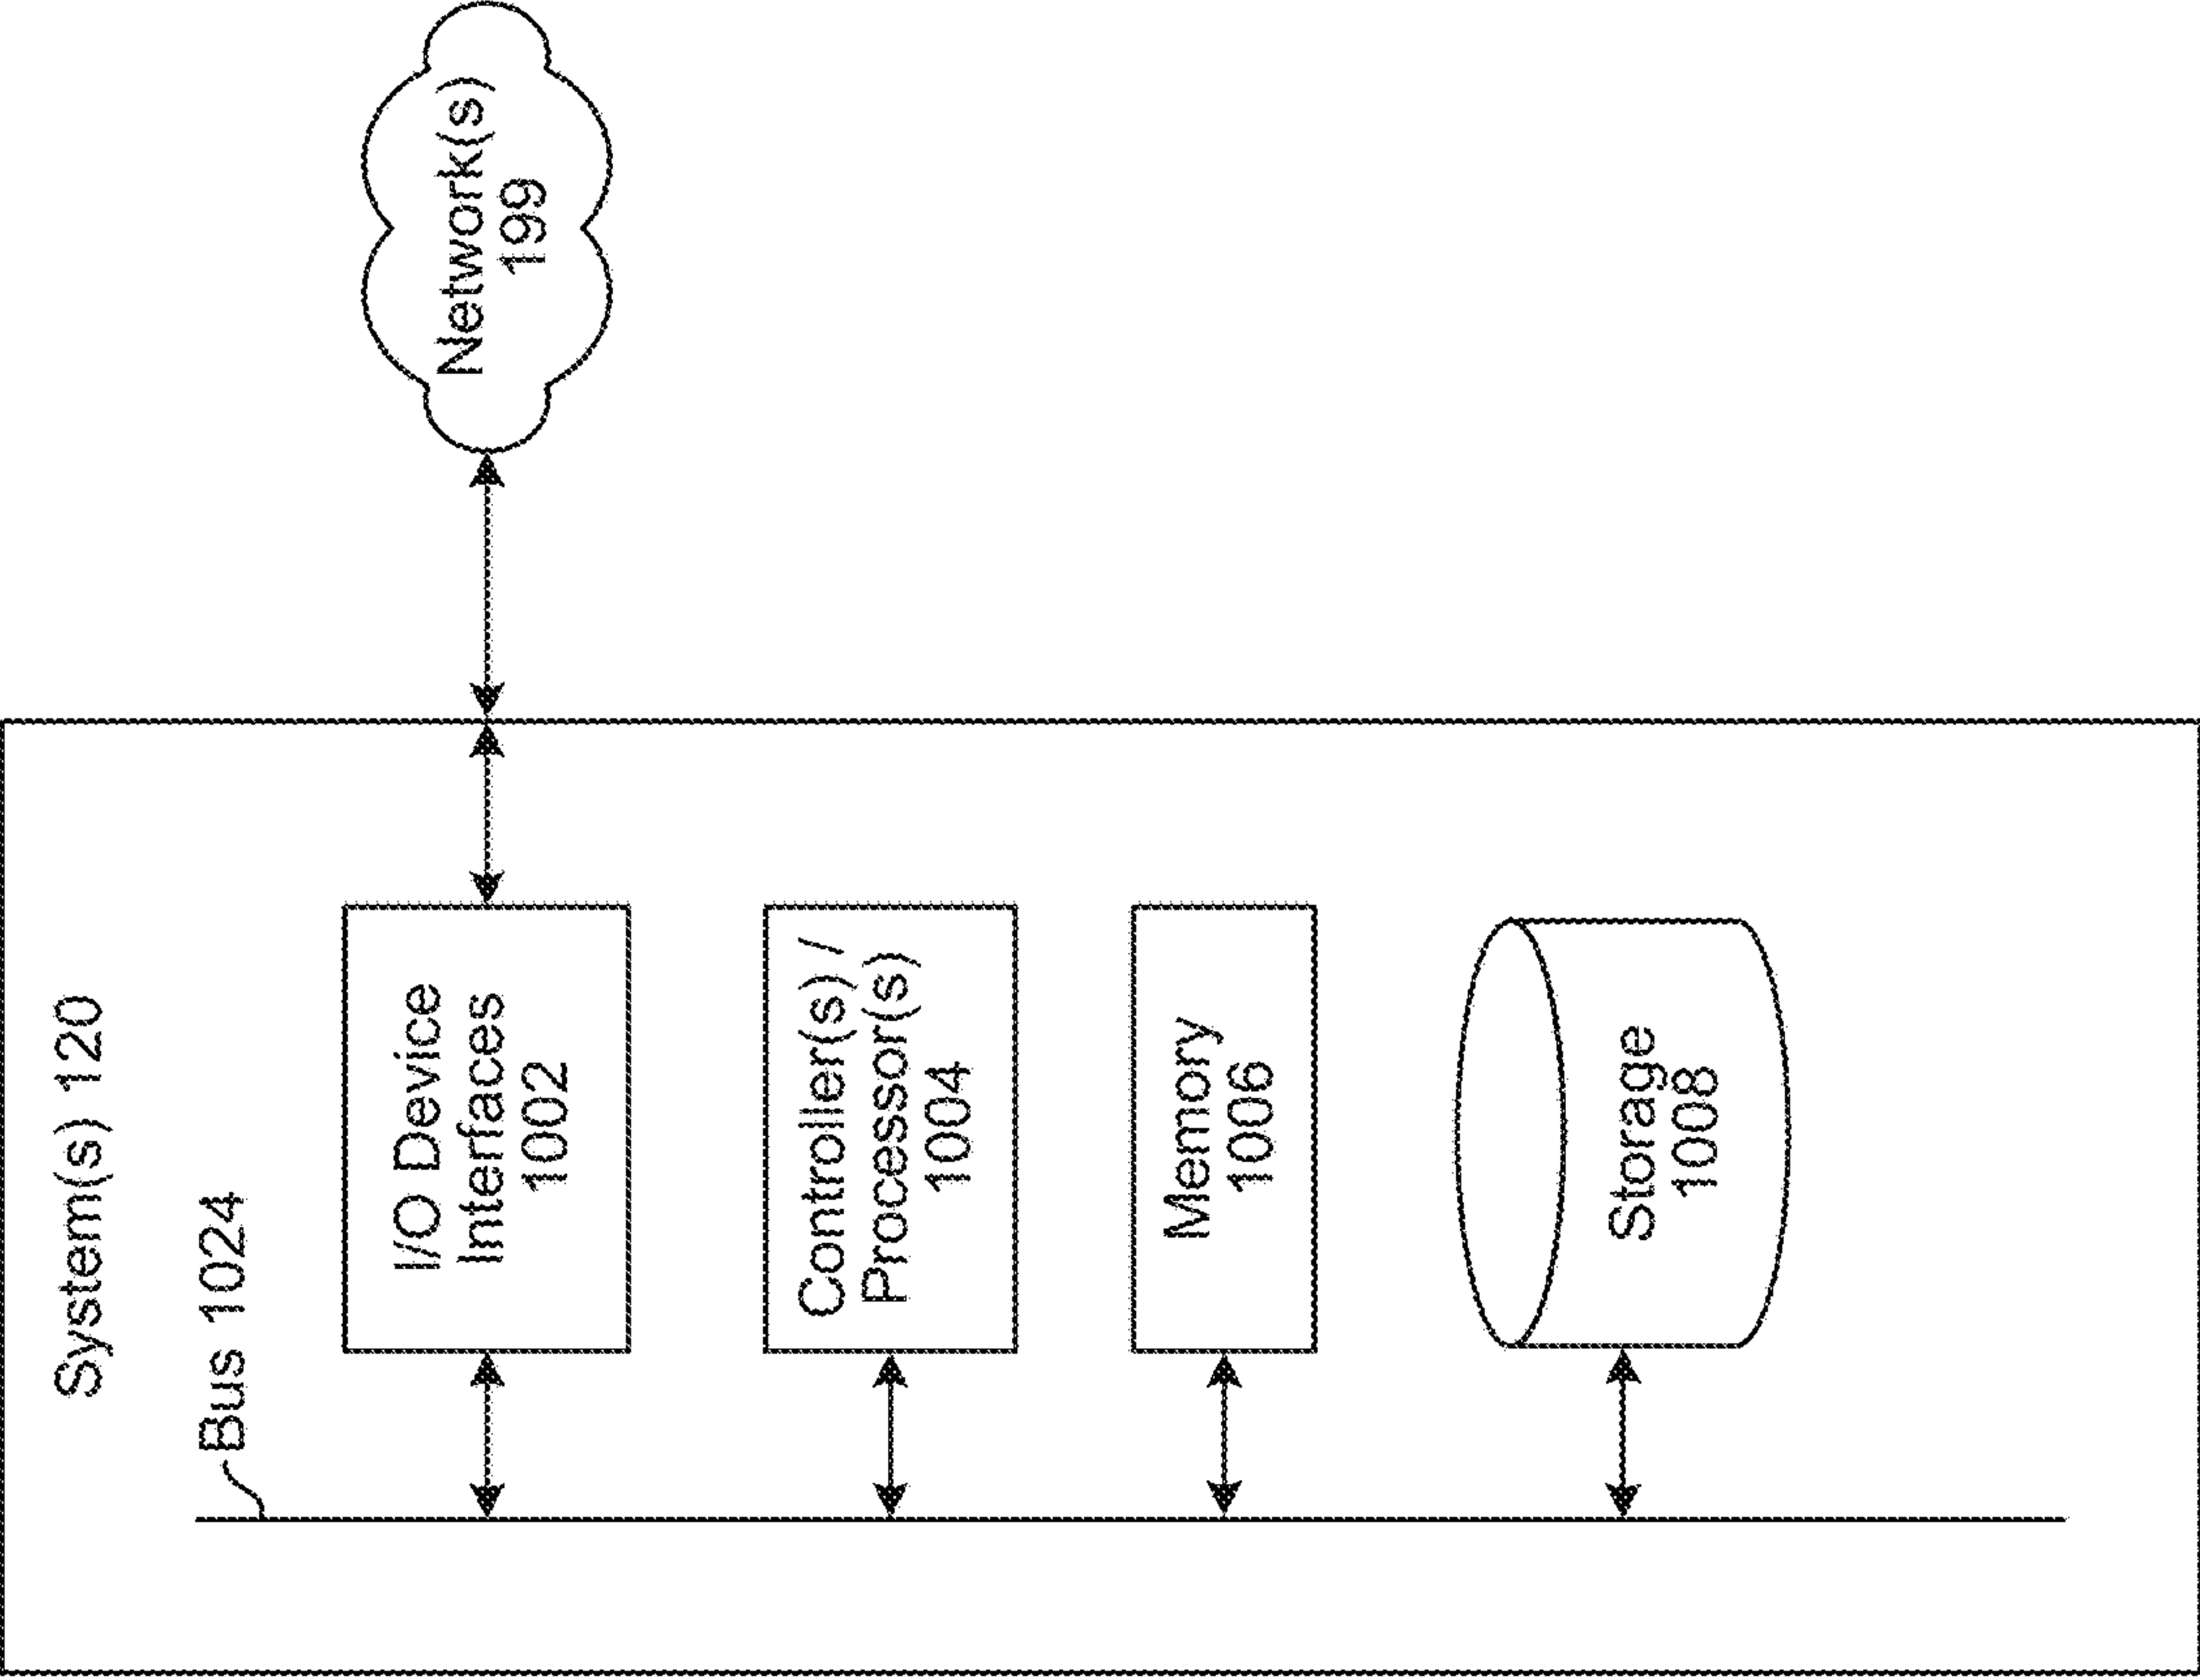 System(s) 120
Bus 1024
I/O Device
Interfaces
1002
Controller(s) /
Processor(s)
1004
Memory
1006
Storage
1008
Network(s)
199